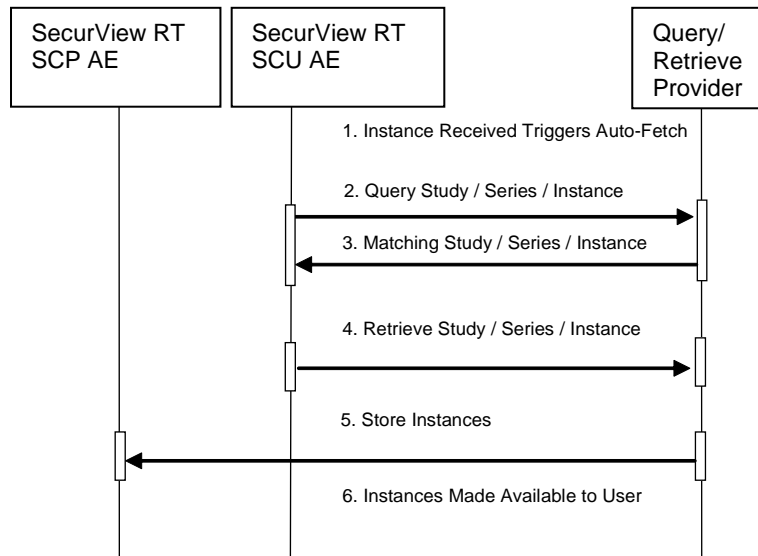 SecurView RT
SCP AE
SecurView RT
SCU AE
Query/
Retrieve
Provider
1. Instance Received Triggers Auto-Fetch
2. Query Study / Series / Instance
3. Matching Study / Series / Instance
4. Retrieve Study / Series / Instance
5. Store Instances
6. Instances Made Available to User